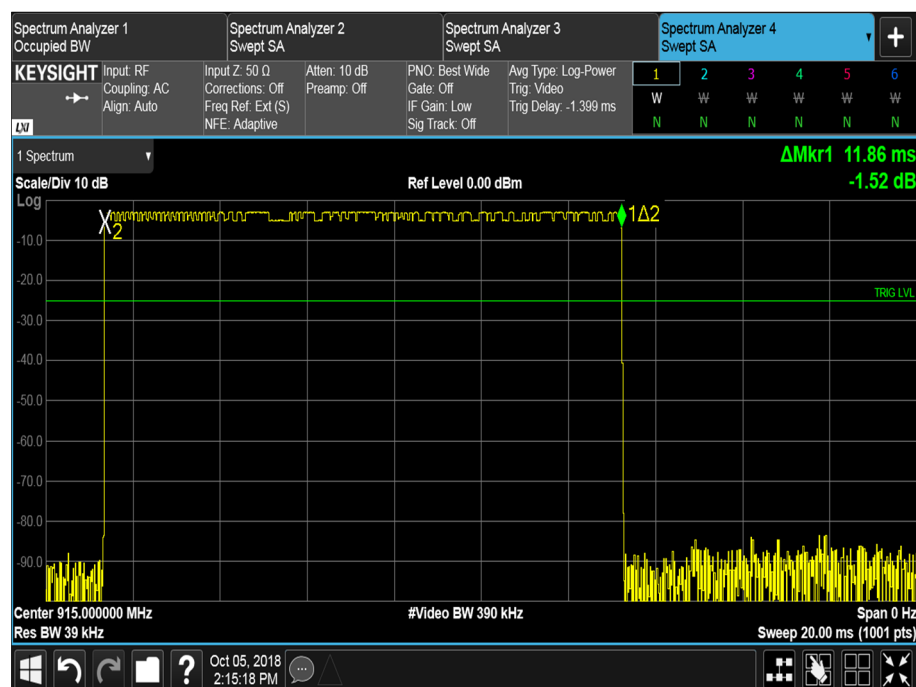 Spectrum Analyzer 1
Occupied BW
Spectrum Analyzer 2
Swept SA
Spectrum Analyzer 3
Swept SA
Spectrum Analyzer 4
Swept SA
KEYSIGHT
Input: RF
Coupling: AC
Align: Auto
Input Z: 50 Ω
Corrections: Off
Freq Ref: Ext (S)
NFE: Adaptive
Atten: 10 dB
Preamp: Off
PNO: Best Wide
Gate: Off
IF Gain: Low
Sig Track: Off
Avg Type: Log-Power
Trig: Video
Trig Delay: -1.399 ms
1 2 3 4 5 6
W W W W W W
N N N N N N
LXI
1 Spectrum
ΔMkr1 11.86 ms
Scale/Div 10 dB
Ref Level 0.00 dBm
-1.52 dB
Log
2
1Δ2
-10.0
-20.0
TRIG LVL
-30.0
-40.0
-50.0
-60.0
-70.0
-80.0
-90.0
Center 915.000000 MHz
#Video BW 390 kHz
Span 0 Hz
Res BW 39 kHz
Sweep 20.00 ms (1001 pts)
?
Oct 05, 2018
2:15:18 PM